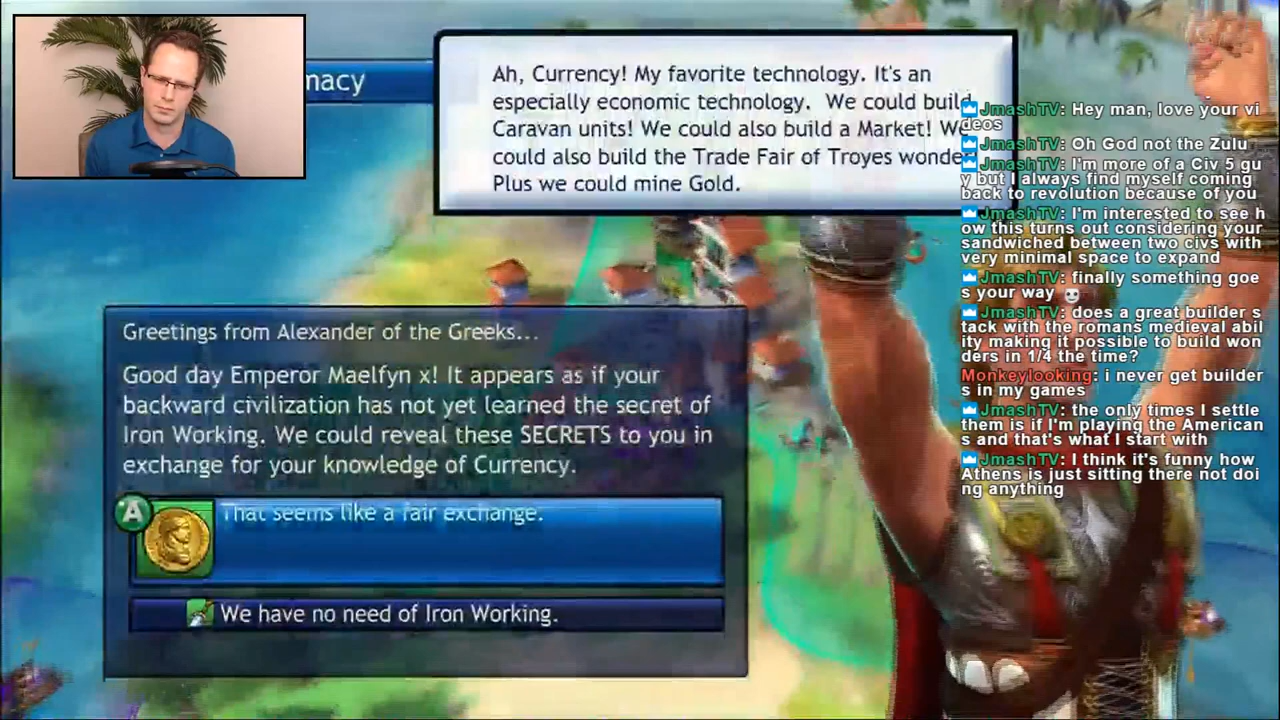 macy
Ah, Currency! My favorite technology. It's an
especially economic technology. We could build
Caravan units! We could also build a Market! We
could also build the Trade Fair of Troyes wonder
Plus we could mine Gold.
Greetings from Alexander of the Greeks...
Good day Emperor Maelfyn x! It appears as if your
backward civilization has not yet learned the secret of
Iron Working. We could reveal these SECRETS to you in
exchange for your knowledge of Currency.
A
That seems like a fair exchange.
We have no need of Iron Working.
JmashTV: Hey man, love your vi
deos
JmashTV: Oh God not the Zulu
JmashTV: I'm more of a Civ 5 gu
y but I always find myself coming
back to revolution because of you
JmashTV: I'm interested to see h
ow this turns out considering your
sandwiched between two civs with
very minimal space to expand
JmashTV: finally something goe
s your way
JmashTV: does a great builder s
tack with the romans medieval abil
ity making it possible to build won
ders in 1/4 the time?
Monkeylooking: i never get builder
s in my games
JmashTV: the only times I settle
them is if I'm playing the American
s and that's what I start with
JmashTV: I think it's funny how
Athens is just sitting there not doi
ng anything